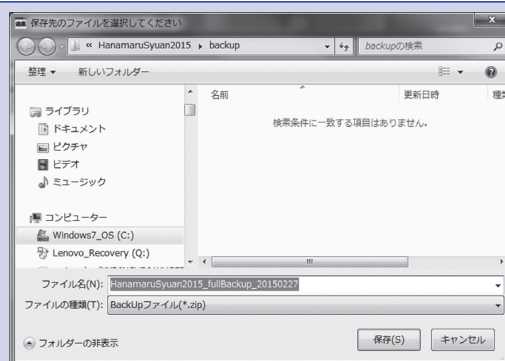 保存先のファイルを選択してください
« HanamaruSyuan2015 ▸ backup
backupの検索
整理 ▼ 新しいフォルダー
名前 更新日時 種
検索条件に一致する項目はありません。
ライブラリ
ドキュメント
ピクチャ
ビデオ
ミュージック
コンピューター
Windows7_OS (C:)
Lenovo_Recovery (Q:)
ファイル名(N): HanamaruSyuan2015_fullBackup_20150227
ファイルの種類(T): BackUpファイル(*.zip)
フォルダーの非表示
保存(S) キャンセル